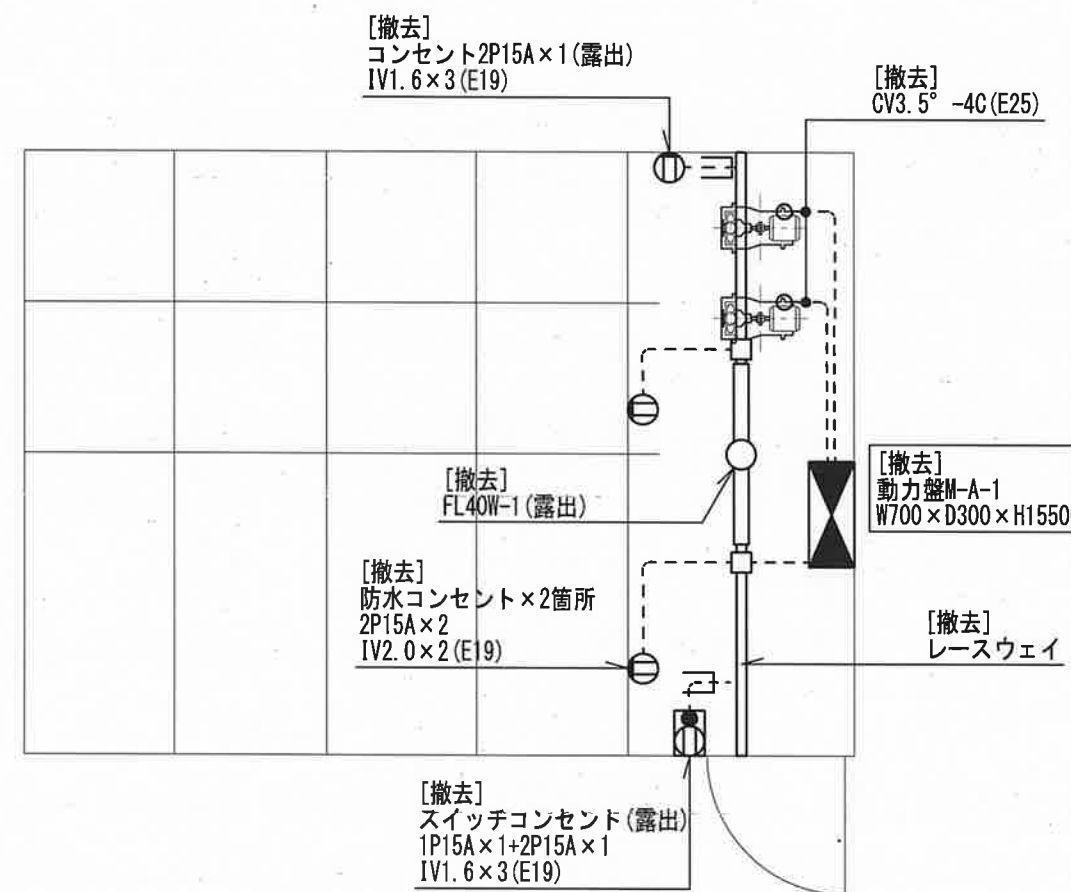 [撤去]
コンセント2P15A×1(露出)
IV1.6×3(E19)
[撤去]
CV3.5° -4C(E25)
[撤去]
FL40W-1(露出)
[撤去]
動力盤M-A-1
W700×D300×H1550
[撤去]
防水コンセント×2箇所
2P15A×2
IV2.0×2(E19)
[撤去]
レースウェイ
[撤去]
スイッチコンセント(露出)
1P15A×1+2P15A×1
IV1.6×3(E19)